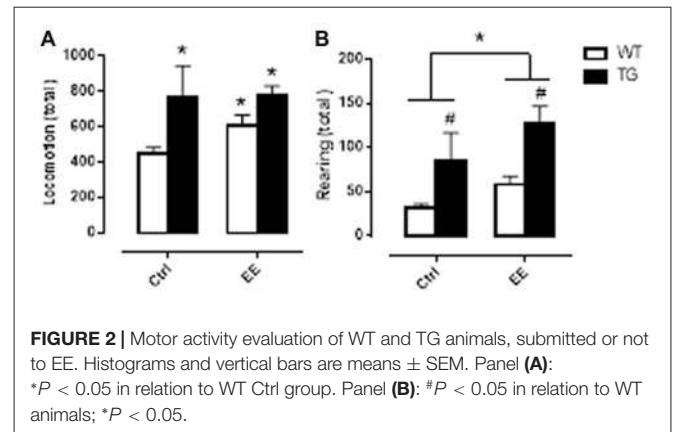 A
B
*
WT
TG
Locomotion (total)
1000
800
600
400
200
0
*
*
*
Ctrl
EE
Rearing (total)
200
150
100
50
0
#
#
Ctrl
EE
FIGURE 2 | Motor activity evaluation of WT and TG animals, submitted or not
to EE. Histograms and vertical bars are means ± SEM. Panel (A):
*P < 0.05 in relation to WT Ctrl group. Panel (B): #P < 0.05 in relation to WT
animals; *P < 0.05.